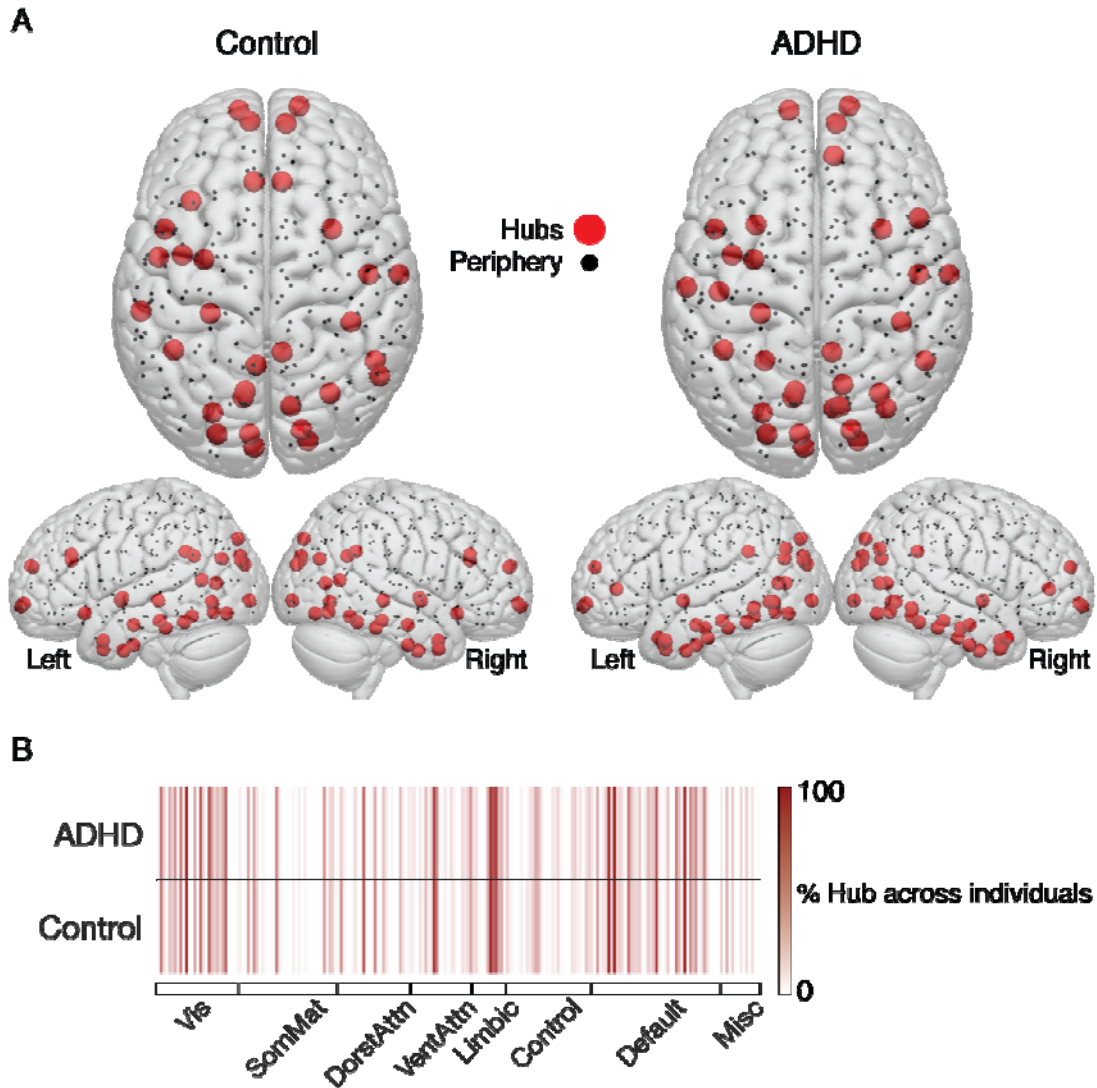 A
Control
ADHD
Hubs
Periphery
Left
Right
Left
Right
B
ADHD
Control
100
% Hub across individuals
0
Vis
SomMat
DorstAttn
VentAttn
Limbic
Control
Default
Misc